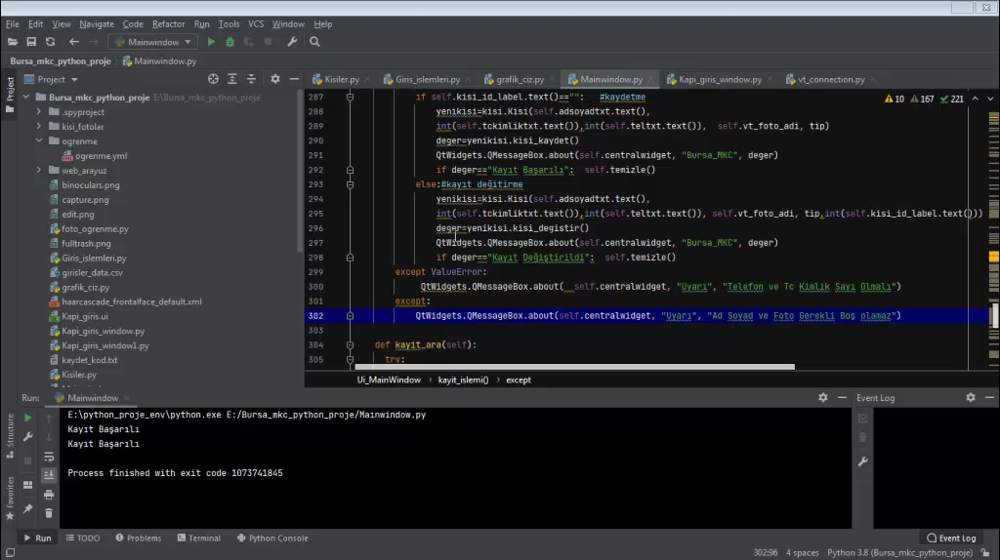 File Edit View Navigate Code Refactor Run Tools VCS Window Help
Mainwindow
Bursa_mkc_python_proje Mainwindow.py
Project
Kisiler.py Giris_islemleri.py grafik_ciz.py Mainwindow.py Kapi_giris_window.py vt_connection.py
Bursa_mkc_python_proje E:\Bursa_mkc_python_proje
.spyproject
kisi_fotolar
ogrenme
ogrenme.yml
web_arayuz
binoculars.png
capture.png
edit.png
foto_ogrenme.py
fulltrash.png
Giris_islemleri.py
girisler_data.csv
grafik_ciz.py
haarcascade_frontalface_default.xml
Kapi_giris.ui
Kapi_giris_window.py
Kapi_giris_window1.py
kaydet_kod.txt
Kisiler.py
10 167 221
287 if self.kisi_id_label.text()=="": #kaydetme
288 yenikisi=kisi.Kisi(self.adsoyadtxt.text(),
289 int(self.tckimliktxt.text()),int(self.teltxt.text()), self.vt_foto_adi, tip)
290 deger=yenikisi.kisi_kaydet()
291 QtWidgets.QMessageBox.about(self.centralwidget, "Bursa_MKC", deger)
292 if deger=="Kayıt Başarılı": self.temizle()
293 else:#kayıt değitirme
294 yenikisi=kisi.Kisi(self.adsoyadtxt.text(),
295 int(self.tckimliktxt.text()),int(self.teltxt.text()), self.vt_foto_adi, tip,int(self.kisi_id_label.text()))
296 deger=yenikisi.kisi_degistir()
297 QtWidgets.QMessageBox.about(self.centralwidget, "Bursa_MKC", deger)
298 if deger=="Kayıt Değiştirildi": self.temizle()
299 except ValueError:
300 QtWidgets.QMessageBox.about( self.centralwidget, "Uyarı", "Telefon ve Tc Kimlik Sayı Olmalı")
301 except:
302 QtWidgets.QMessageBox.about(self.centralwidget, "Uyarı", "Ad Soyad ve Foto Gerekli Boş olamaz")
303
304 def kayit_ara(self):
305 try:
Ui_MainWindow kayit_islemi() except
Run: Mainwindow
E:\python_proje_env\python.exe E:/Bursa_mkc_python_proje/Mainwindow.py
Kayıt Başarılı
Kayıt Başarılı
Process finished with exit code 1073741845
Event Log
Project
Structure
Favorites
Run TODO Problems Terminal Python Console Event Log
302:96 4 spaces Python 3.8 (Bursa_mkc_python_proje)